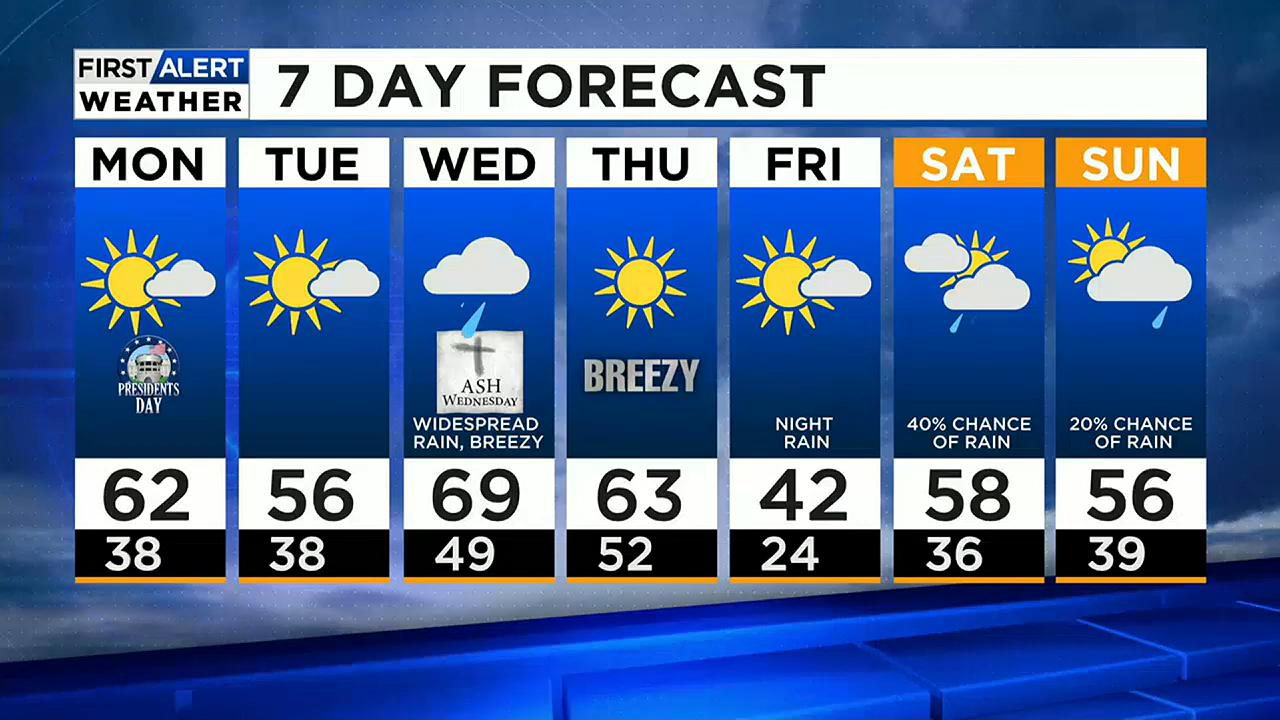 FIRST ALERT
WEATHER
7 DAY FORECAST
MON
TUE
WED
THU
FRI
SAT
SUN
PRESIDENTS
DAY
ASH
WEDNESDAY
WIDESPREAD
RAIN, BREEZY
BREEZY
NIGHT
RAIN
40% CHANCE
OF RAIN
20% CHANCE
OF RAIN
62
56
69
63
42
58
56
38
38
49
52
24
36
39